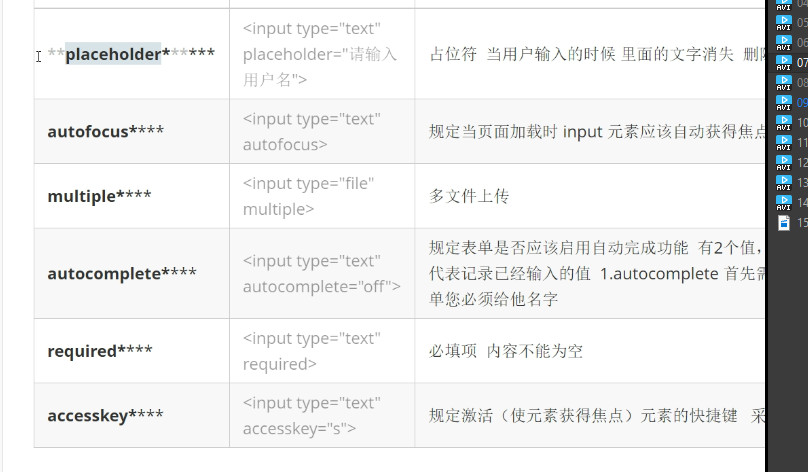 <input type="text"
**placeholder****** placeholder="请输入 占位符 当用户输入的时候 里面的文字消失
用户名">
<input type="text"
autofocus**** 规定当页面加载时 input 元素应该自动获得焦点
autofocus>
<input type="file"
multiple**** 多文件上传
multiple>
规定表单是否应该启用自动完成功能 有2个值，
<input type="text"
autocomplete**** 代表记录已经输入的值 1.autocomplete 首先需
autocomplete="off">
单您必须给他名字
<input type="text"
required**** 必填项 内容不能为空
required>
<input type="text"
accesskey**** 规定激活（使元素获得焦点）元素的快捷键 采
accesskey="s">
AVI
AVI 05
AVI 06
AVI 07
AVI 08
AVI 09
AVI 10
AVI 11
AVI 12
AVI 13
AVI 14
15